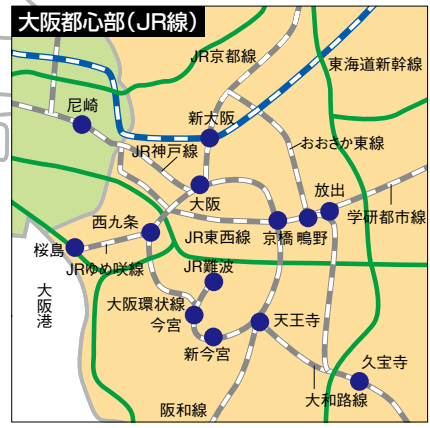 大阪都心部(JR線)
JR京都線
東海道新幹線
尼崎
新大阪
JR神戸線
おおさか東線
大阪
放出
学研都市線
西九条
JR東西線
京橋
鴫野
桜島
JRゆめ咲線
JR難波
大阪港
大阪環状線
今宮
天王寺
新今宮
久宝寺
大和路線
阪和線